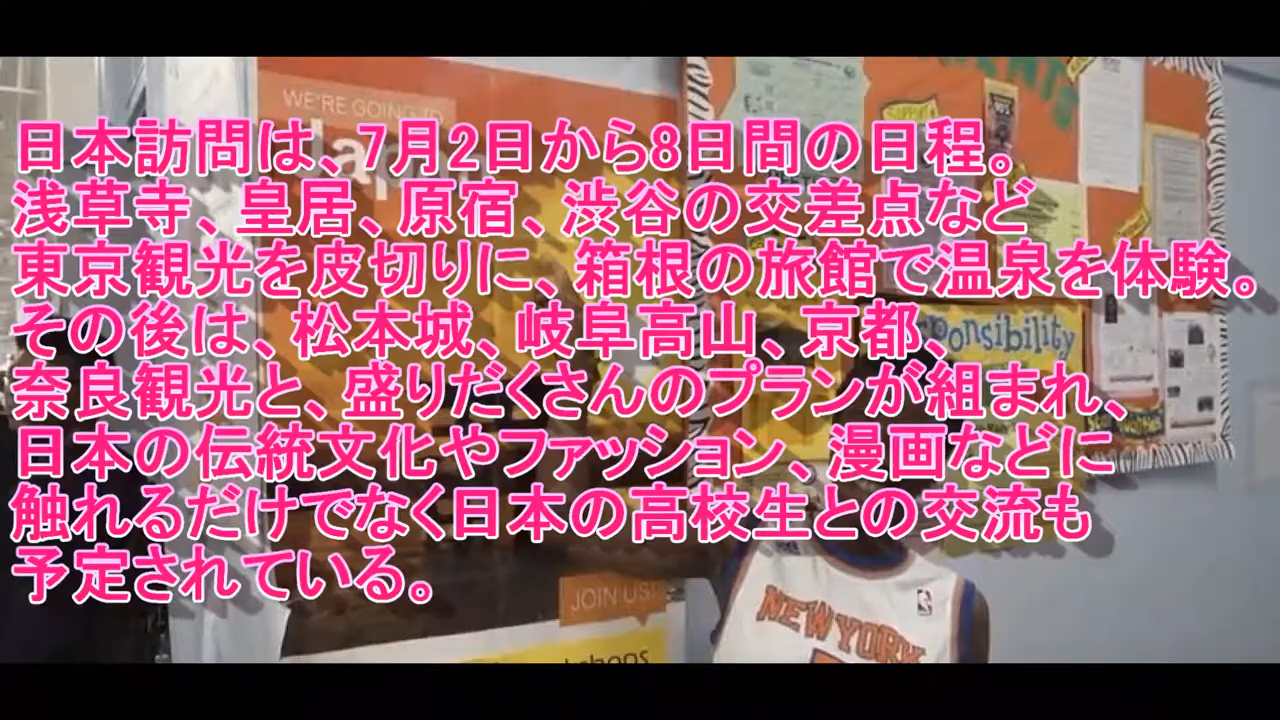 日本訪問は、7月2日から8日間の日程。
浅草寺、皇居、原宿、渋谷の交差点など
東京観光を皮切りに、箱根の旅館で温泉を体験。
その後は、松本城、岐阜高山、京都、
奈良観光と、盛りだくさんのプランが組まれ、
日本の伝統文化やファッション、漫画などに
触れるだけでなく日本の高校生との交流も
予定されている。
WE'RE GOING TO
JOIN US!
NEW YORK